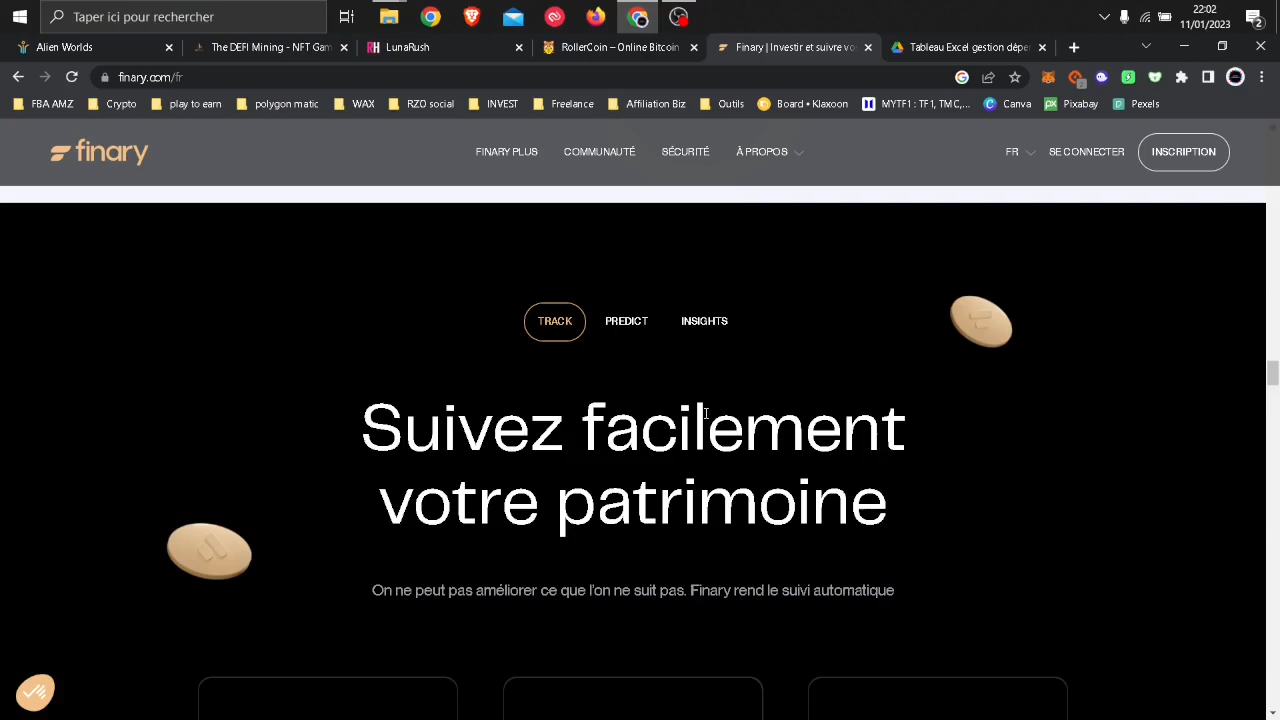 Taper ici pour rechercher
22:02
11/01/2023
2
Alien Worlds
The DEFI Mining - NFT Gam
LunaRush
RollerCoin – Online Bitcoin
Finary | Investir et suivre vo
Tableau Excel gestion dépe
finary.com/fr
FBA AMZ
Crypto
play to earn
polygon matic
WAX
RZO social
INVEST
Freelance
Affiliation Biz
Outils
Board • Klaxoon
MYTF1 : TF1, TMC,...
Canva
Pixabay
Pexels
finary
FINARY PLUS
COMMUNAUTÉ
SÉCURITÉ
À PROPOS
FR
SE CONNECTER
INSCRIPTION
TRACK
PREDICT
INSIGHTS
Suivez facilement
votre patrimoine
On ne peut pas améliorer ce que l'on ne suit pas. Finary rend le suivi automatique